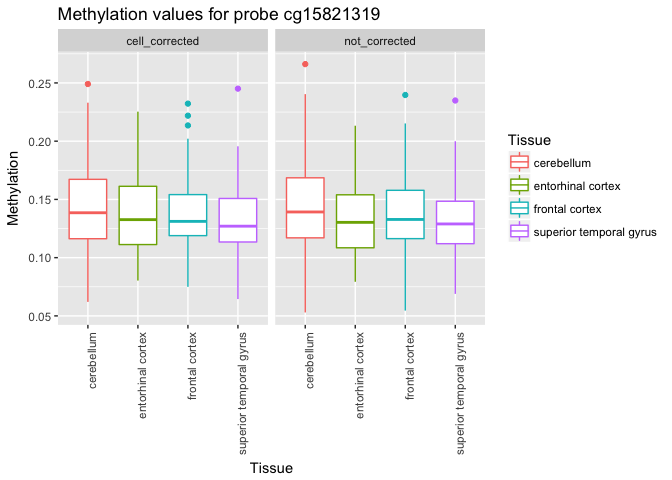 Methylation values for probe cg15821319
cell_corrected
not_corrected
0.25
0.20
0.15
0.10
0.05
Methylation
cerebellum
entorhinal cortex
frontal cortex
superior temporal gyrus
cerebellum
entorhinal cortex
frontal cortex
superior temporal gyrus
Tissue
Tissue
cerebellum
entorhinal cortex
frontal cortex
superior temporal gyrus